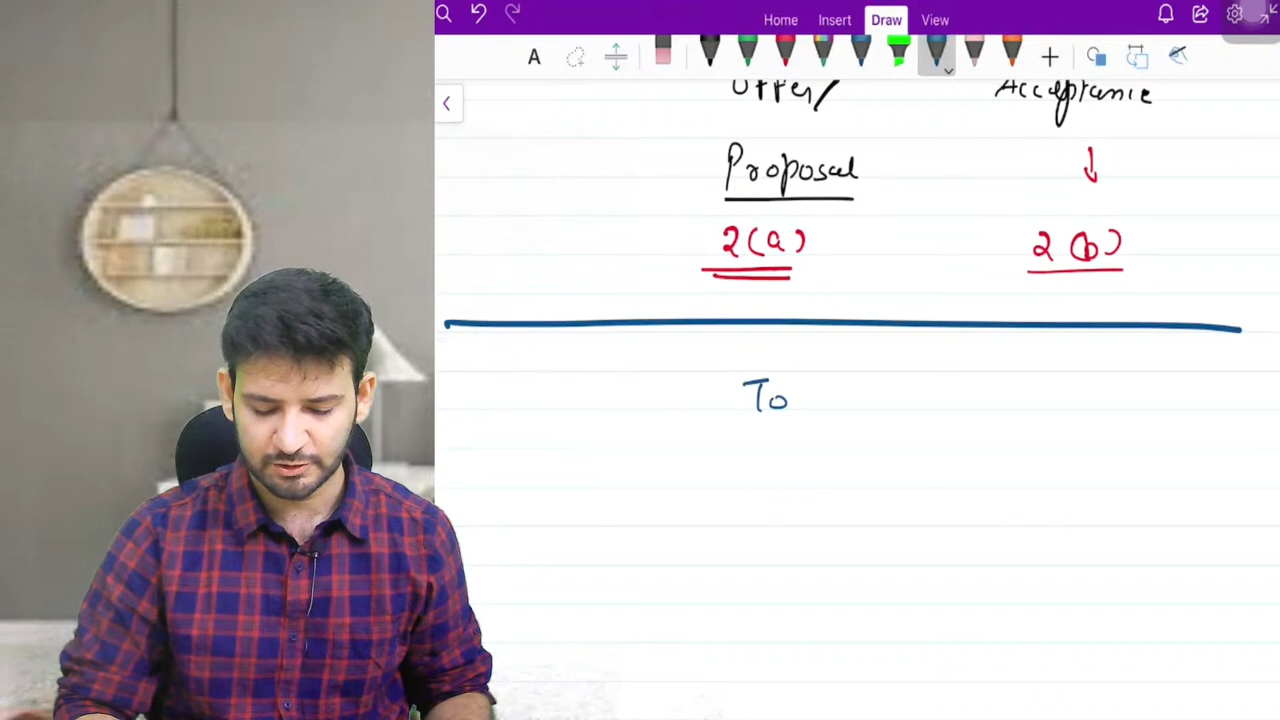 Home Insert Draw View
A
Offer/ Acceptance
Proposal
2(a) 2(b)
To